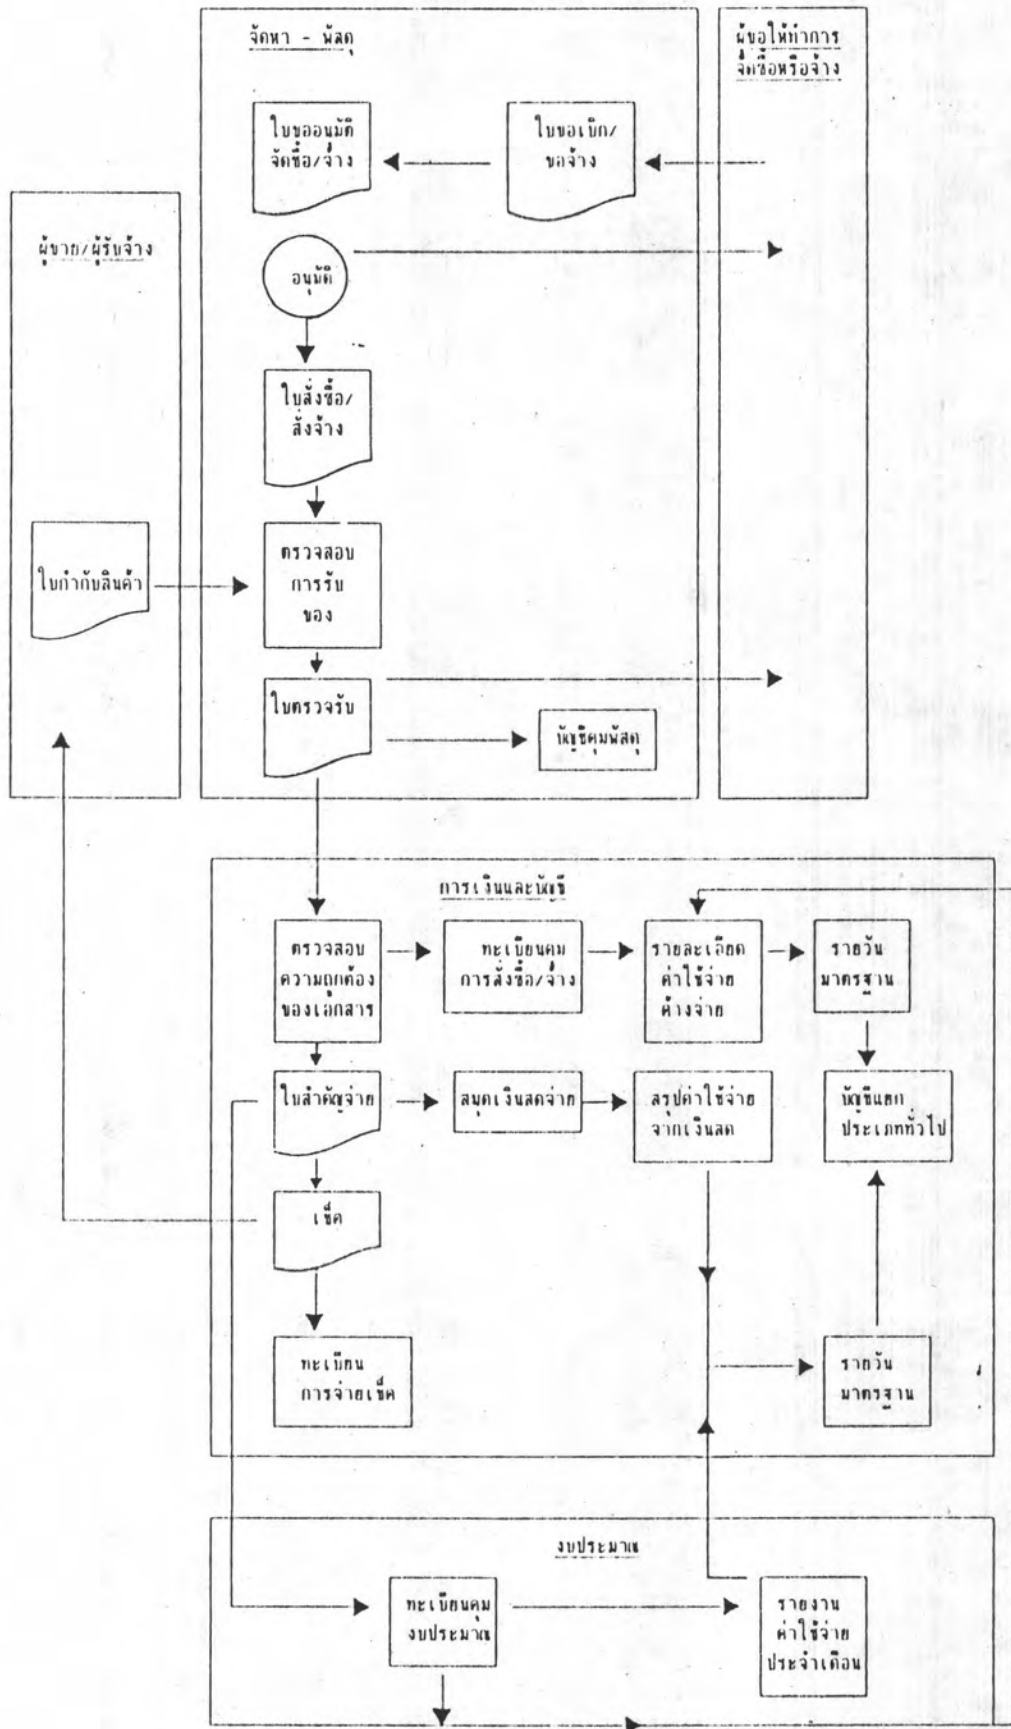 จัดหา - พัสดุ
ผู้ขอให้ทำการ
จัดซื้อหรือจ้าง
ใบขออนุมัติ
จัดซื้อ/จ้าง
ใบขอเบิก/
ขอจ้าง
ผู้ขาย/ผู้รับจ้าง
อนุมัติ
ใบสั่งซื้อ/
สั่งจ้าง
ใบกำกับสินค้า
ตรวจสอบ
การรับ
ของ
ใบตรวจรับ
บัญชีคุมพัสดุ
การเงินและบัญชี
ตรวจสอบ
ความถูกต้อง
ของเอกสาร
ทะเบียนคุม
การสั่งซื้อ/จ้าง
รายละเอียด
ค่าใช้จ่าย
ค้างจ่าย
รายวัน
มาตรฐาน
ใบสำคัญจ่าย
สมุดเงินสดจ่าย
สรุปค่าใช้จ่าย
จากเงินสด
บัญชีแยก
ประเภททั่วไป
เช็ค
ทะเบียน
การจ่ายเช็ค
รายวัน
มาตรฐาน
งบประมาณ
ทะเบียนคุม
งบประมาณ
รายงาน
ค่าใช้จ่าย
ประจำเดือน